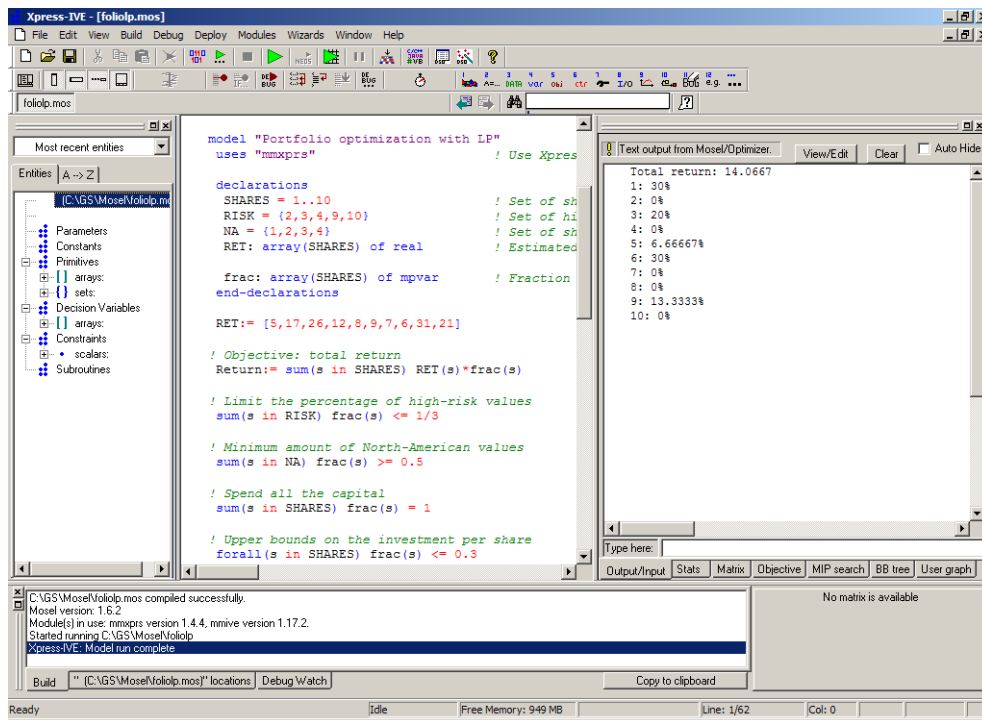 Xpress-IVE - [foliolp.mos]
File Edit View Build Debug Deploy Modules Wizards Window Help
foliolp.mos
Most recent entities
Entities A --> Z
(C:\GS\Mosel\foliolp.mo
Parameters
Constants
Primitives
[ ] arrays:
{ } sets:
Decision Variables
[ ] arrays:
Constraints
scalars:
Subroutines
model "Portfolio optimization with LP"
uses "mmxprs" ! Use Xpres
declarations
SHARES = 1..10 ! Set of sh
RISK = {2,3,4,9,10} ! Set of hi
NA = {1,2,3,4} ! Set of sh
RET: array(SHARES) of real ! Estimated
frac: array(SHARES) of mpvar ! Fraction
end-declarations
RET:= [5,17,26,12,8,9,7,6,31,21]
! Objective: total return
Return:= sum(s in SHARES) RET(s)*frac(s)
! Limit the percentage of high-risk values
sum(s in RISK) frac(s) <= 1/3
! Minimum amount of North-American values
sum(s in NA) frac(s) >= 0.5
! Spend all the capital
sum(s in SHARES) frac(s) = 1
! Upper bounds on the investment per share
forall(s in SHARES) frac(s) <= 0.3
Text output from Mosel/Optimizer. View/Edit Clear Auto Hide
Total return: 14.0667
1: 30%
2: 0%
3: 20%
4: 0%
5: 6.66667%
6: 30%
7: 0%
8: 0%
9: 13.3333%
10: 0%
Type here:
Output/Input Stats Matrix Objective MIP search BB tree User graph
C:\GS\Mosel\foliolp.mos compiled successfully.
Mosel version: 1.6.2
Module(s) in use: mmxprs version 1.4.4, mmive version 1.17.2.
Started running C:\GS\Mosel\foliolp
Xpress-IVE: Model run complete
Build " (C:\GS\Mosel\foliolp.mos)" locations Debug Watch
Copy to clipboard
No matrix is available
Ready Idle Free Memory: 949 MB Line: 1/62 Col: 0